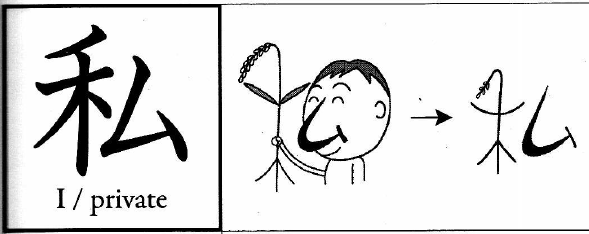 私
I / private